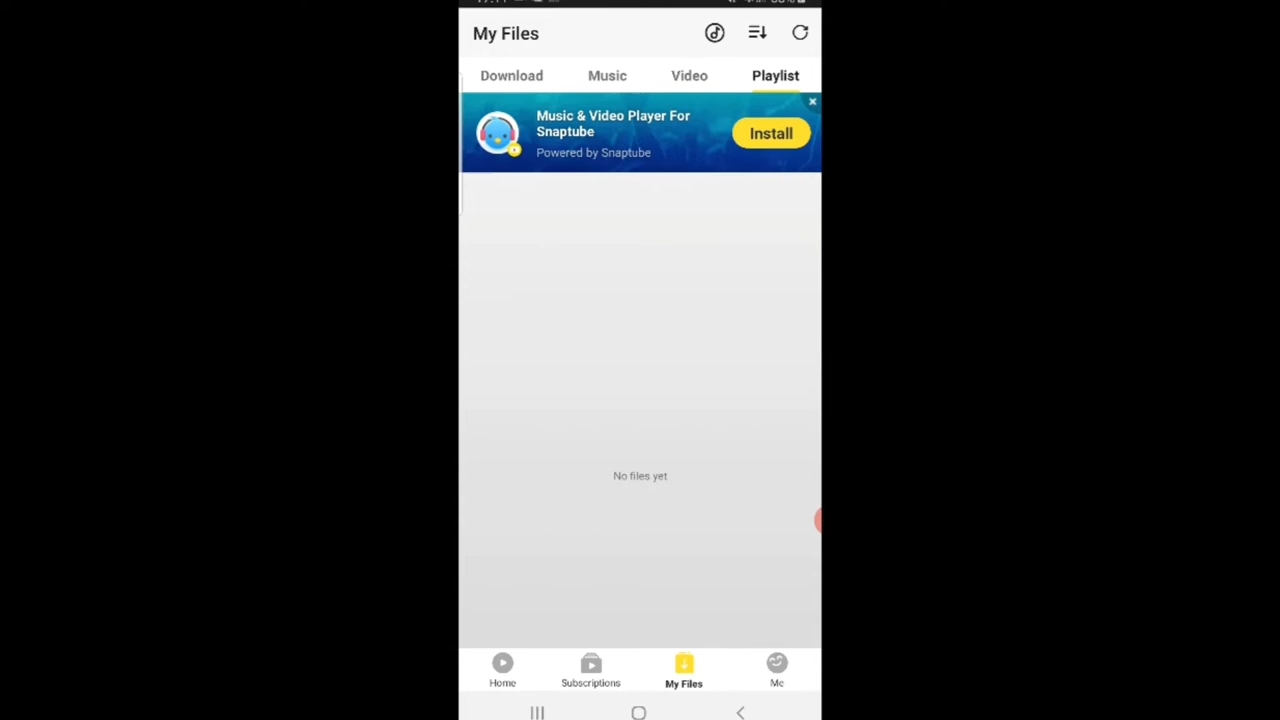 My Files
Download Music Video Playlist
Music & Video Player For
Snaptube
Powered by Snaptube
Install
No files yet
Home Subscriptions My Files Me